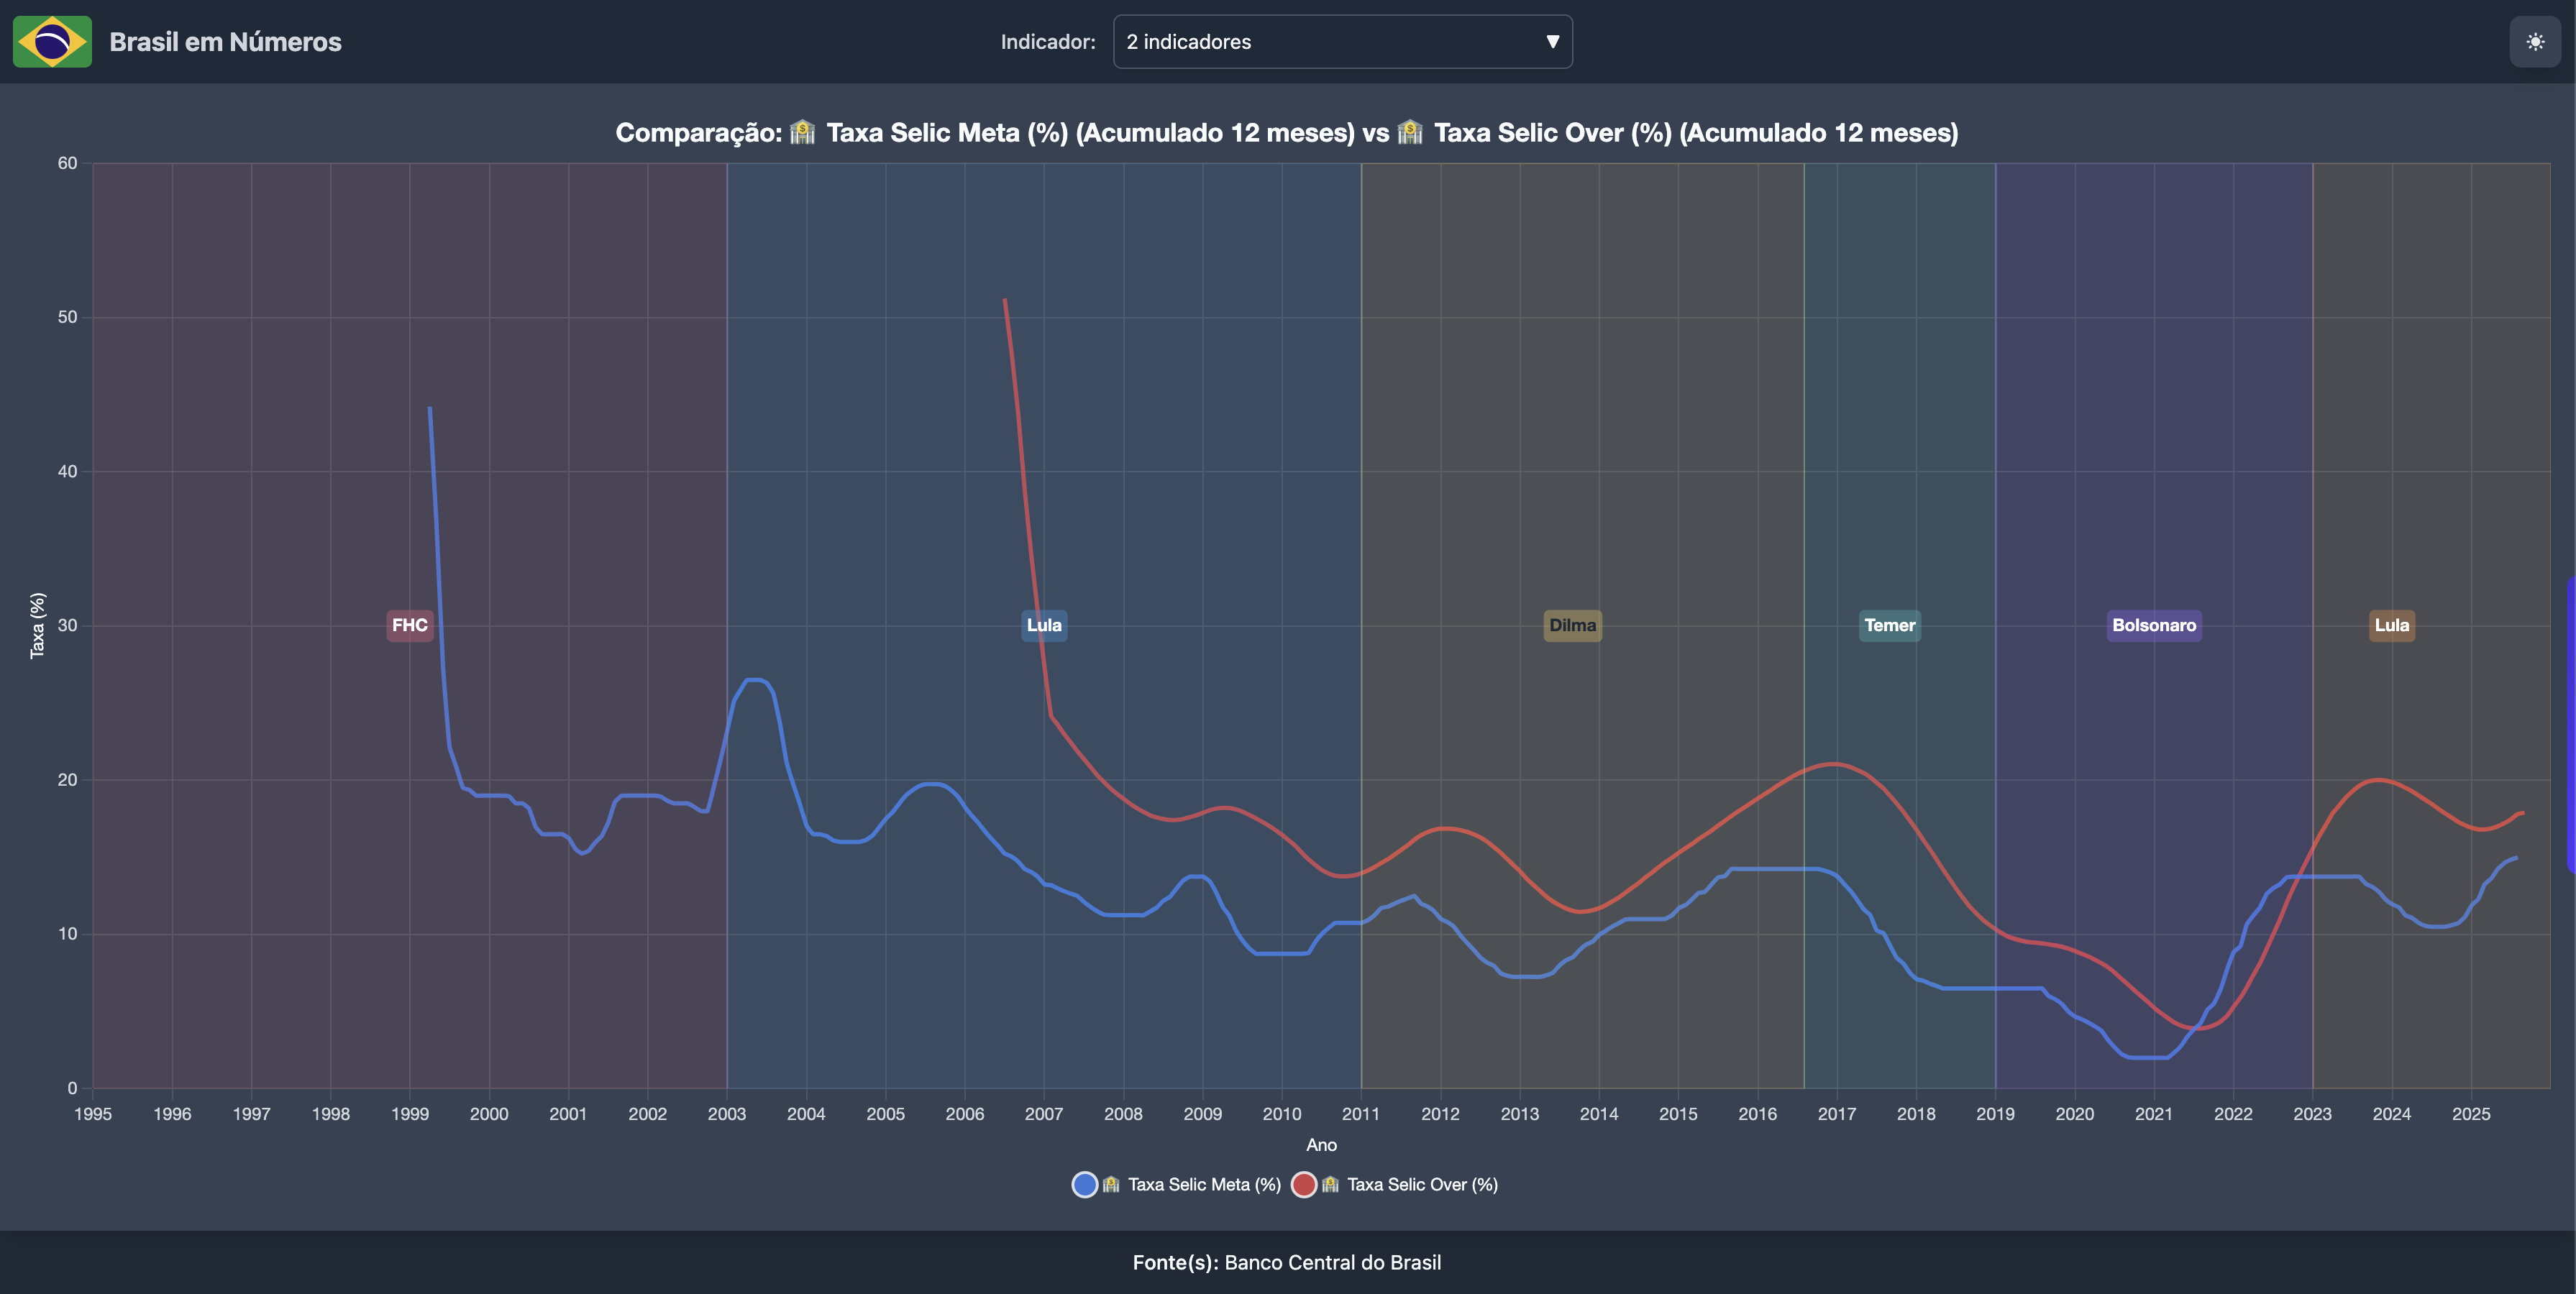 Brasil em Números
Indicador: 2 indicadores ▼
Comparação: 🏦 Taxa Selic Meta (%) (Acumulado 12 meses) vs 🏦 Taxa Selic Over (%) (Acumulado 12 meses)
60
50
40
30
20
10
0
Taxa (%)
FHC
Lula
Dilma
Temer
Bolsonaro
Lula
1995 1996 1997 1998 1999 2000 2001 2002 2003 2004 2005 2006 2007 2008 2009 2010 2011 2012 2013 2014 2015 2016 2017 2018 2019 2020 2021 2022 2023 2024 2025
Ano
🏦 Taxa Selic Meta (%) 🏦 Taxa Selic Over (%)
Fonte(s): Banco Central do Brasil